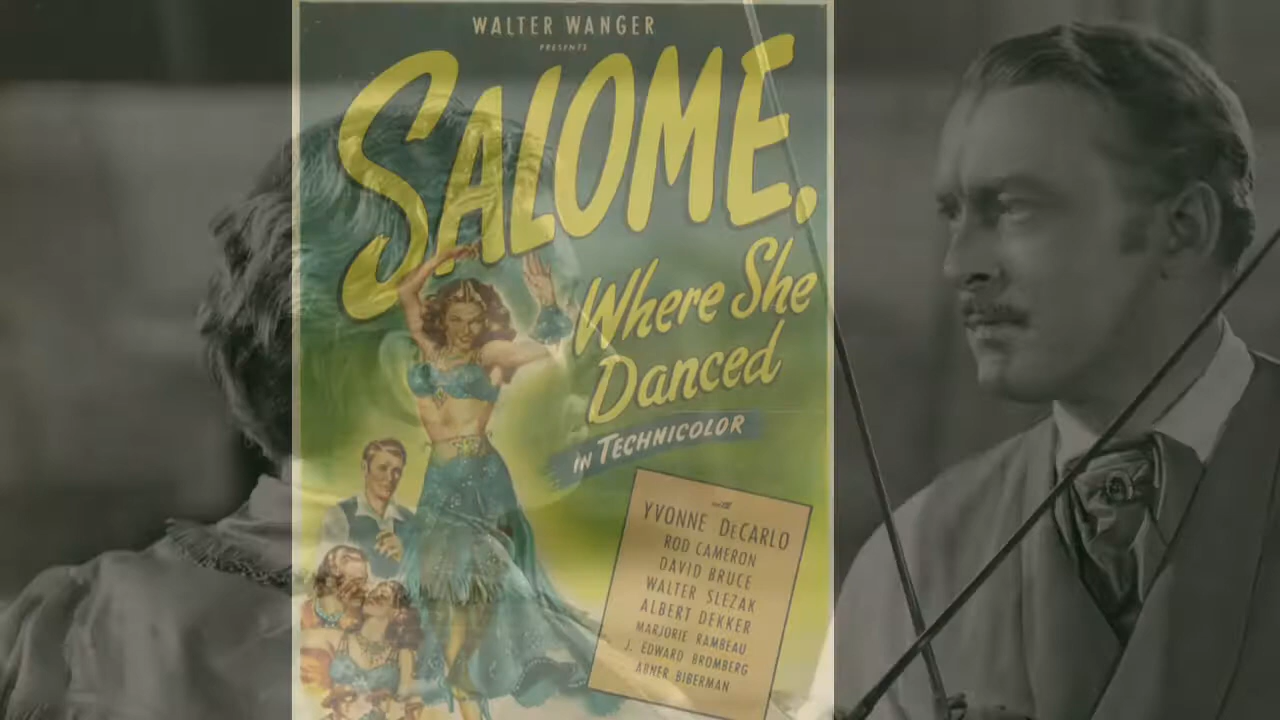 WALTER WANGER
PRESENTS
SALOME,
Where She
Danced
IN TECHNICOLOR
with
YVONNE DeCARLO
ROD CAMERON
DAVID BRUCE
WALTER SLEZAK
ALBERT DEKKER
MARJORIE RAMBEAU
J. EDWARD BROMBERG
ABNER BIBERMAN